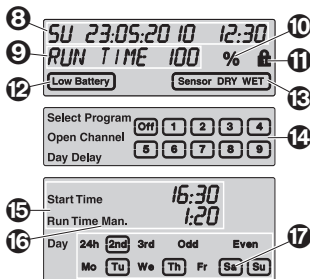 8 SU 23:05:2010 12:30 10
9 RUN TIME 100 % 11
12 Low Battery Sensor DRY WET 13
Select Program Off 1 2 3 4
Open Channel 14
Day Delay 5 6 7 8 9
15 Start Time 16:30
16 Run Time Man. 1:20
Day 24h 2nd 3rd Odd Even 17
Mo Tu We Th Fr Sa Su